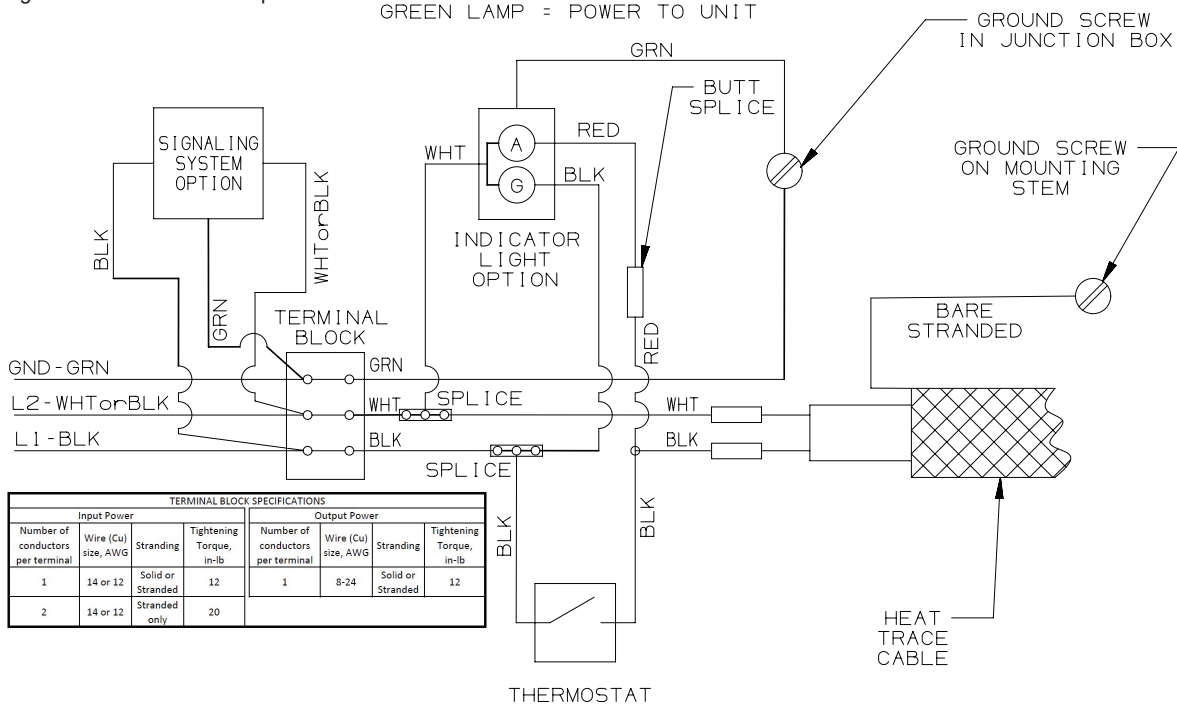 GREEN LAMP = POWER TO UNIT
GROUND SCREW
IN JUNCTION BOX
GRN
BUTT
SPLICE
SIGNALING
SYSTEM
OPTION
A
RED
WHT
G
BLK
GROUND SCREW
ON MOUNTING
STEM
BLK
WHTorBLK
INDICATOR
LIGHT
OPTION
GRN
TERMINAL
BLOCK
RED
BARE
STRANDED
GND-GRN
GRN
L2-WHTorBLK
WHT
SPLICE
WHT
L1-BLK
BLK
SPLICE
BLK
TERMINAL BLOCK SPECIFICATIONS
Input Power
Output Power
Number of
conductors
per terminal
Wire (Cu)
size, AWG
Stranding
Tightening
Torque,
in-lb
Number of
conductors
per terminal
Wire (Cu)
size, AWG
Stranding
Tightening
Torque,
in-lb
1
14 or 12
Solid or
Stranded
12
1
8-24
Solid or
Stranded
12
2
14 or 12
Stranded
only
20
BLK
BLK
HEAT
TRACE
CABLE
THERMOSTAT